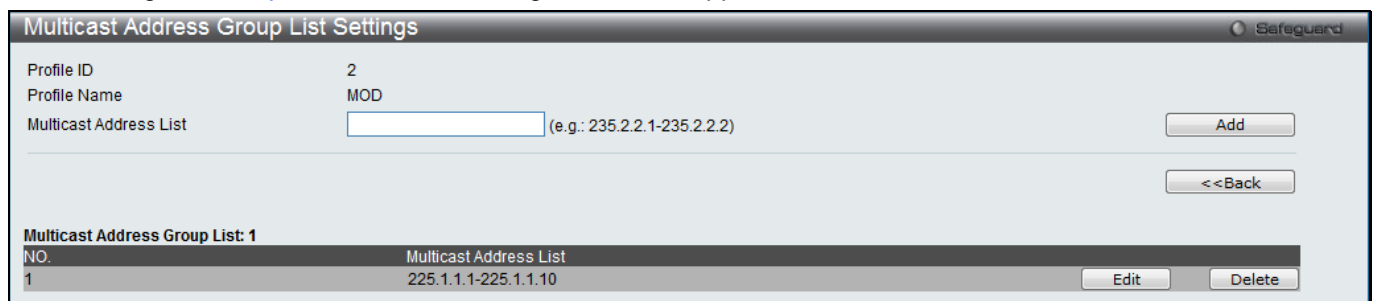 Multicast Address Group List Settings Safeguard
Profile ID 2
Profile Name MOD
Multicast Address List (e.g.: 235.2.2.1-235.2.2.2) Add
<<Back
Multicast Address Group List: 1
NO. Multicast Address List
1 225.1.1.1-225.1.1.10 Edit Delete